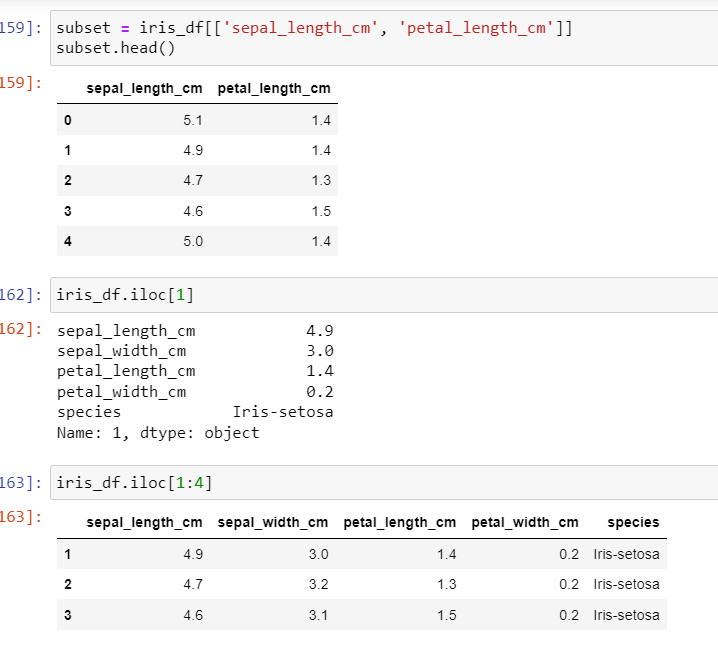 159]: subset = iris_df[['sepal_length_cm', 'petal_length_cm']]
subset.head()
159]:
sepal_length_cm petal_length_cm
0 5.1 1.4
1 4.9 1.4
2 4.7 1.3
3 4.6 1.5
4 5.0 1.4
162]: iris_df.iloc[1]
162]: sepal_length_cm 4.9
sepal_width_cm 3.0
petal_length_cm 1.4
petal_width_cm 0.2
species Iris-setosa
Name: 1, dtype: object
163]: iris_df.iloc[1:4]
163]:
sepal_length_cm sepal_width_cm petal_length_cm petal_width_cm species
1 4.9 3.0 1.4 0.2 Iris-setosa
2 4.7 3.2 1.3 0.2 Iris-setosa
3 4.6 3.1 1.5 0.2 Iris-setosa